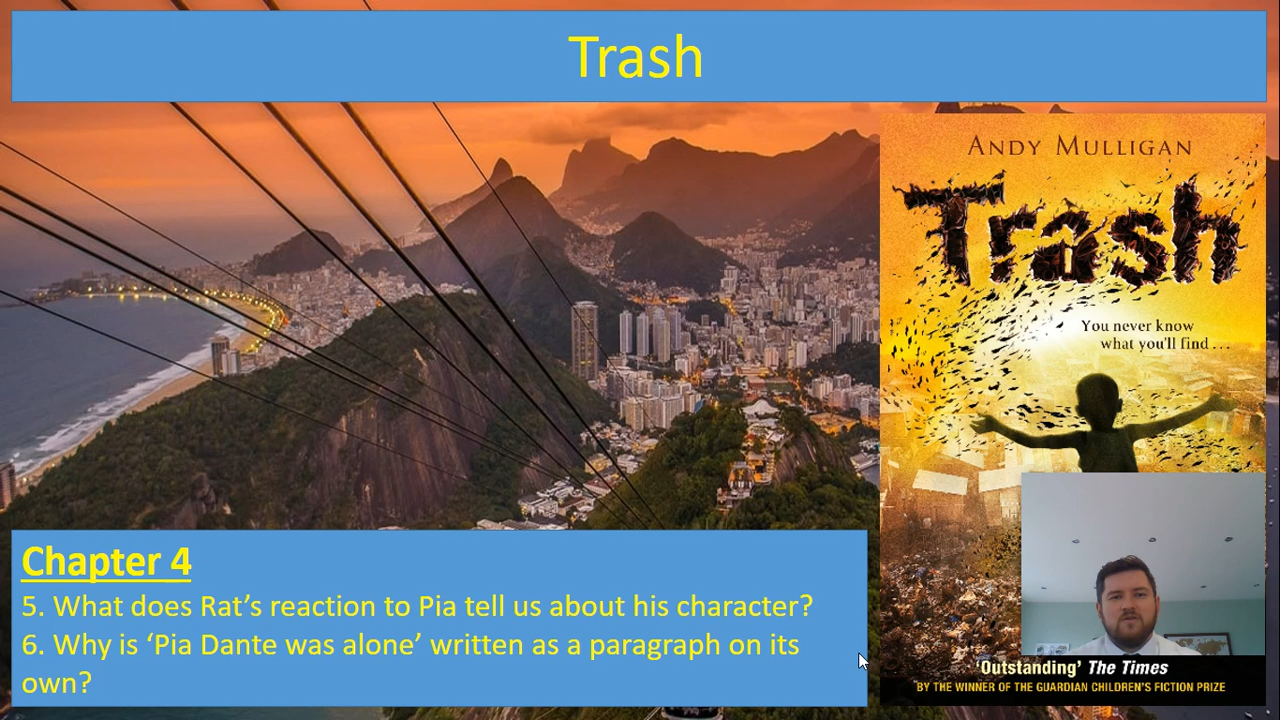 Trash
ANDY MULLIGAN
Trash
You never know
what you'll find . . .
Chapter 4
5. What does Rat’s reaction to Pia tell us about his character?
6. Why is ‘Pia Dante was alone’ written as a paragraph on its
own?
‘Outstanding’ The Times
BY THE WINNER OF THE GUARDIAN CHILDREN'S FICTION PRIZE